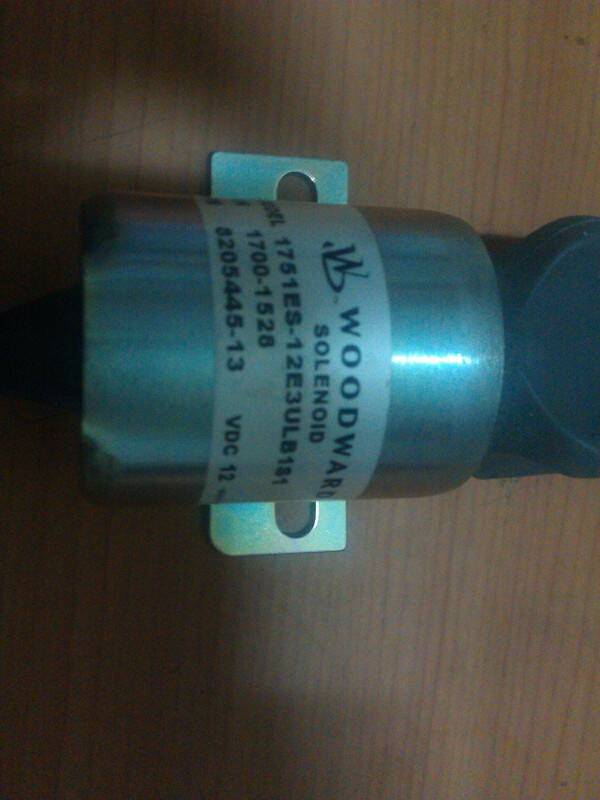 WOODWARD
SOLENOID
1751ES-12E3ULB1S1
1700-1528
8205445-13 VDC 12